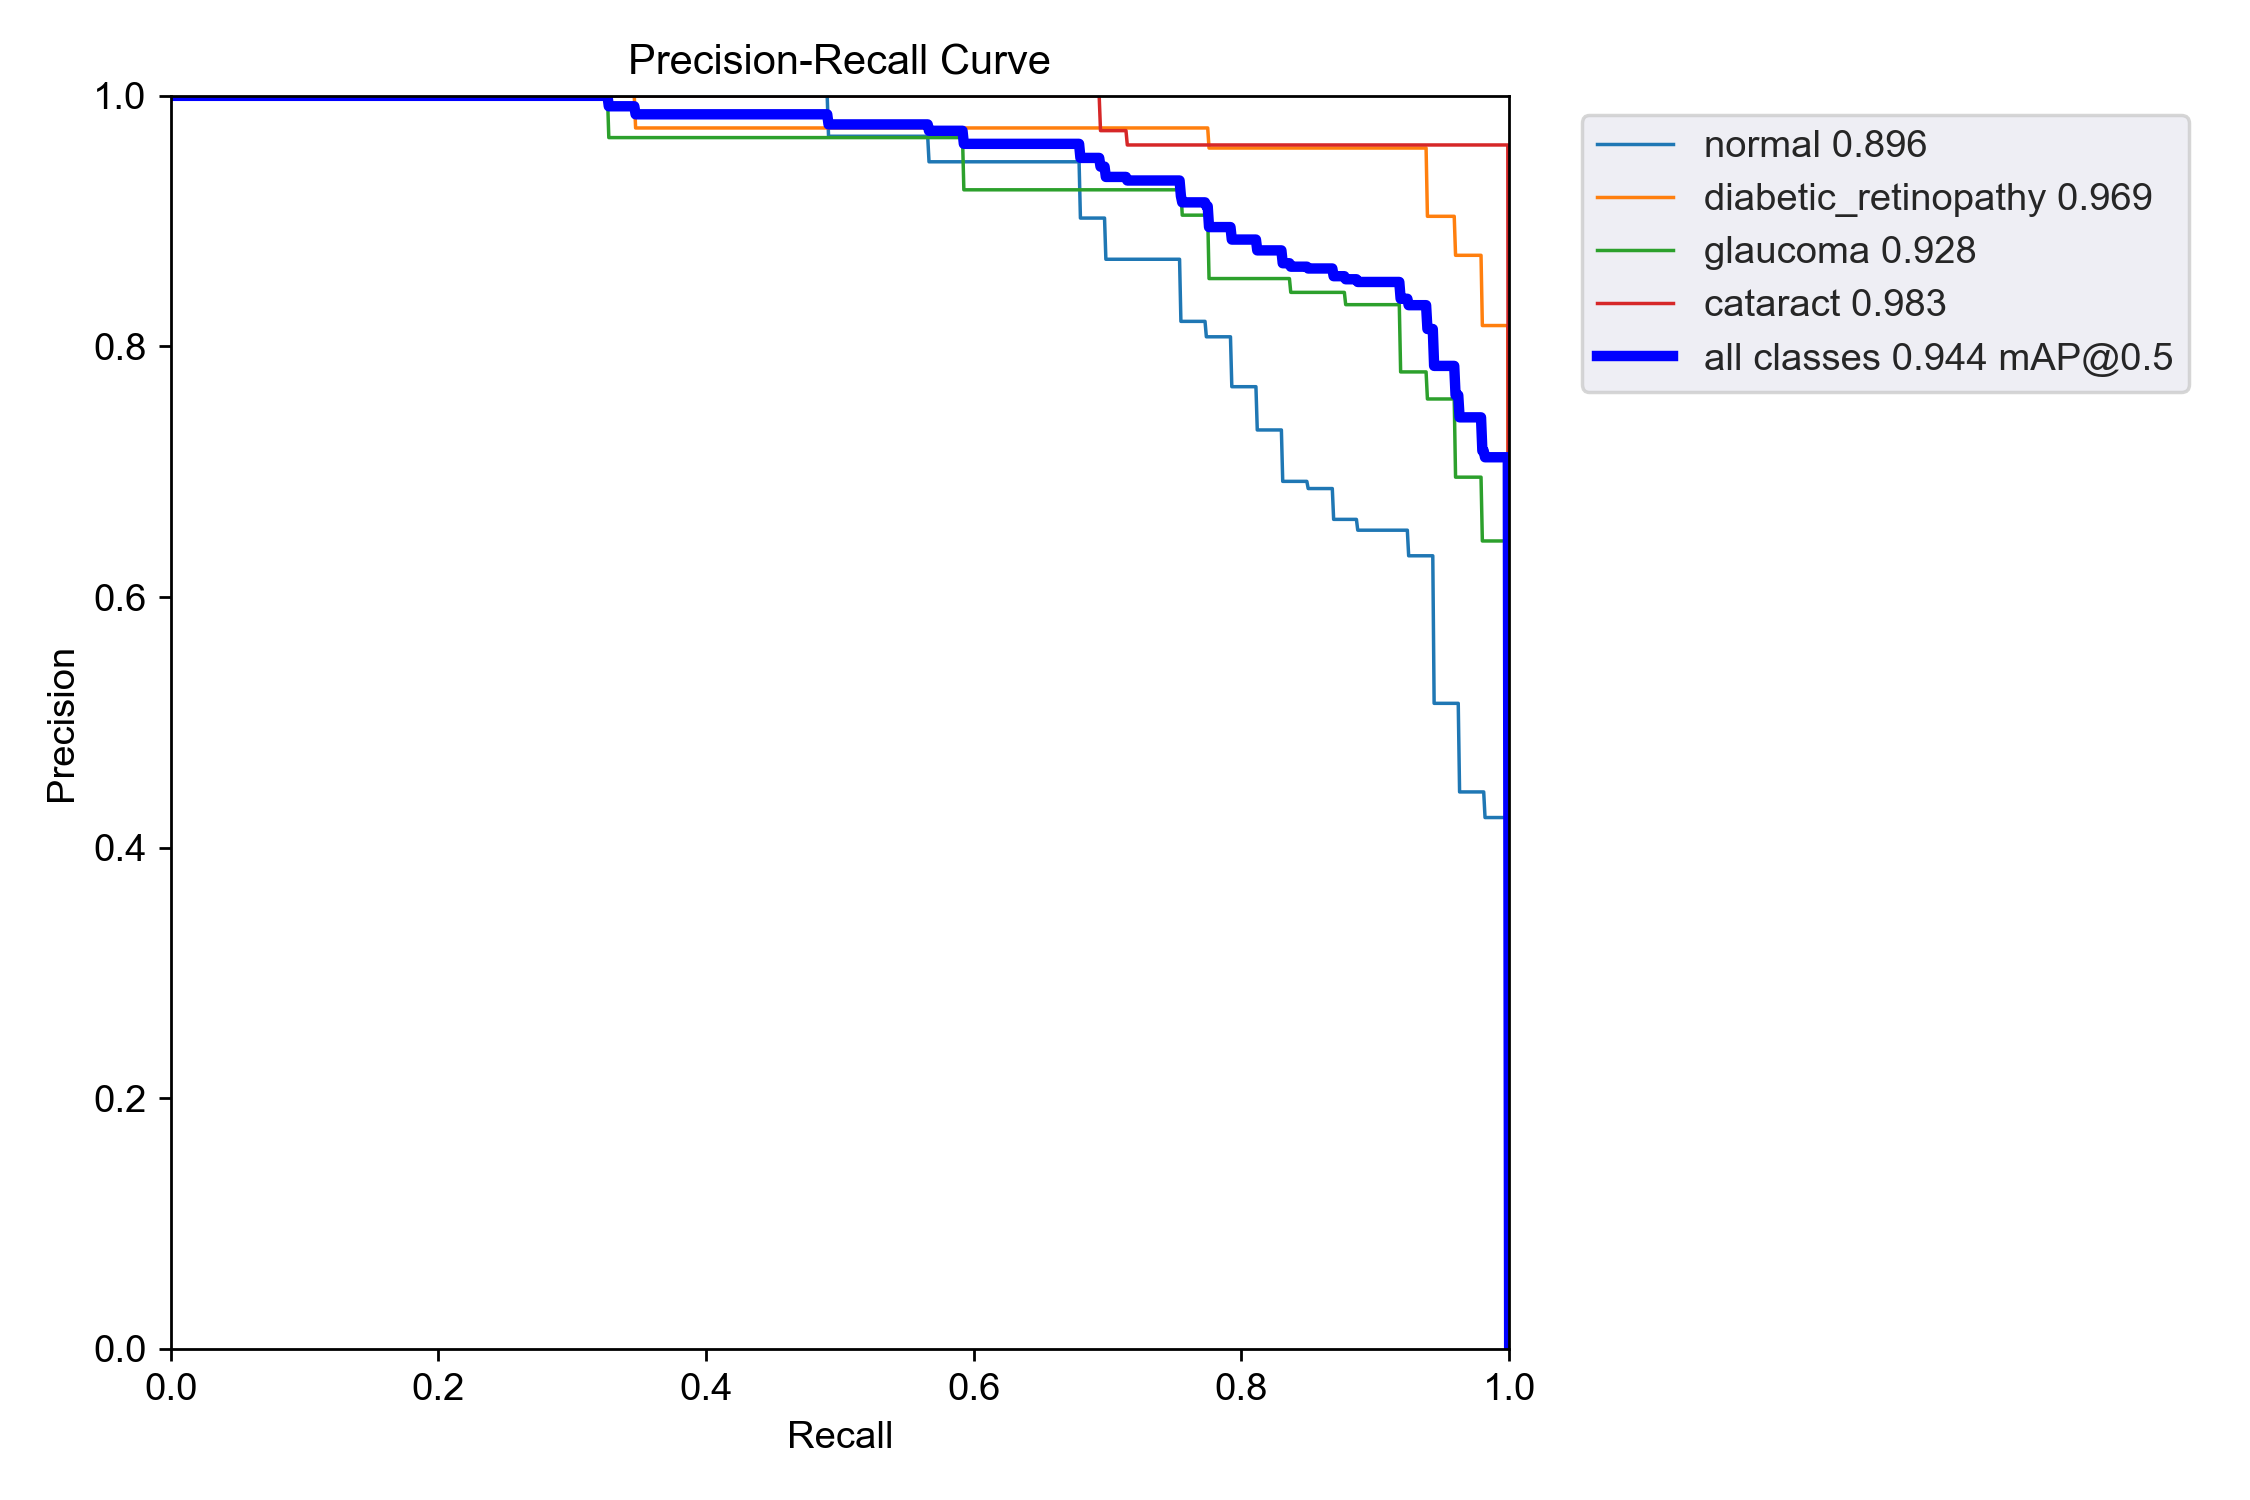 Precision-Recall Curve
1.0
0.8
0.6
0.4
0.2
0.0
Precision
0.0 0.2 0.4 0.6 0.8 1.0
Recall
normal 0.896
diabetic_retinopathy 0.969
glaucoma 0.928
cataract 0.983
all classes 0.944 mAP@0.5